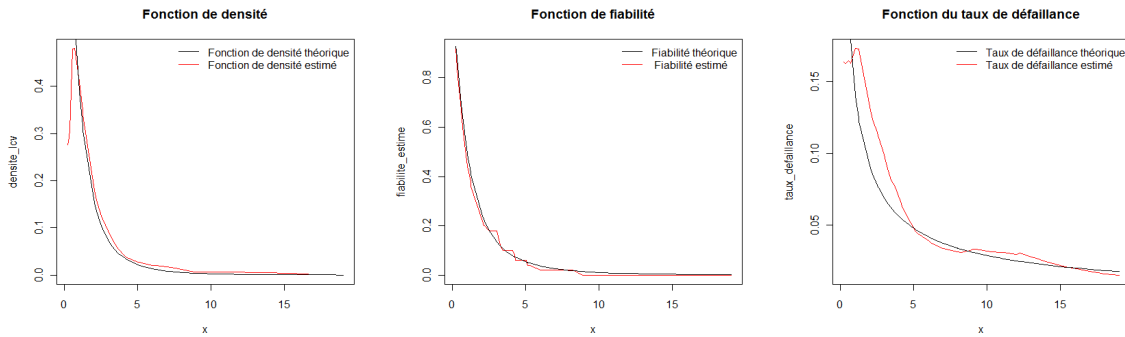 Fonction de densité
densite_lcv
0.0 0.1 0.2 0.3 0.4
Fonction de densité théorique
Fonction de densité estimé
0 5 10 15
x
Fonction de fiabilité
fiabilite_estime
0.0 0.2 0.4 0.6 0.8
Fiabilité théorique
Fiabilité estimé
0 5 10 15
x
Fonction du taux de défaillance
taux_defaillance
0.05 0.10 0.15
Taux de défaillance théorique
Taux de défaillance estimé
0 5 10 15
x